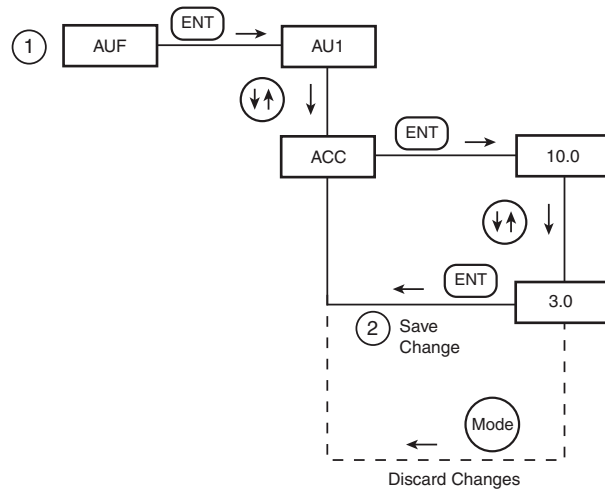 ENT
1
AUF
AU1
ENT
ACC
10.0
ENT
3.0
2
Save
Change
Mode
Discard Changes